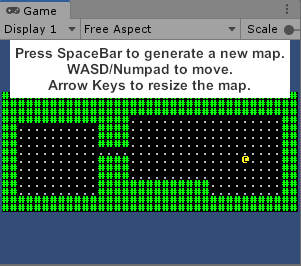 Game
Display 1 Free Aspect Scale
Press SpaceBar to generate a new map.
WASD/Numpad to move.
Arrow Keys to resize the map.